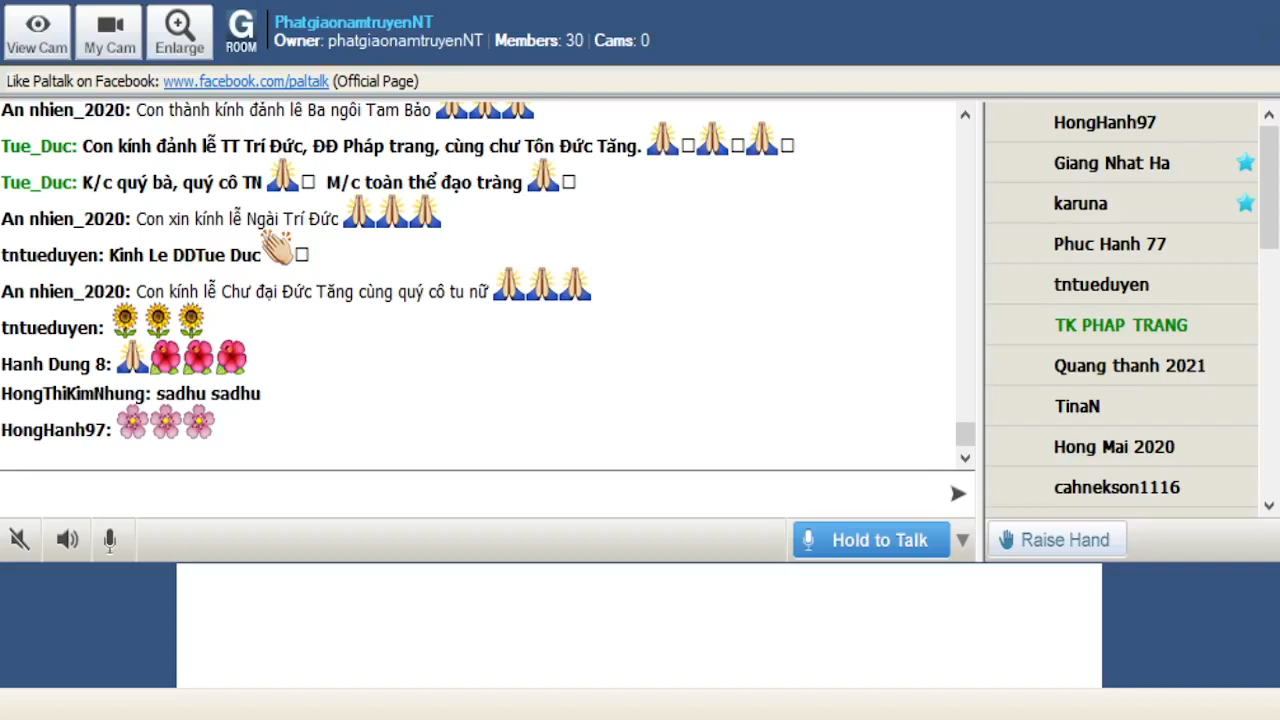 View Cam
My Cam
Enlarge
G
ROOM
PhatgiaonamtruyenNT
Owner: phatgiaonamtruyenNT | Members: 30 | Cams: 0
Like Paltalk on Facebook: www.facebook.com/paltalk (Official Page)
An nhien_2020: Con thành kính đảnh lê Ba ngôi Tam Bảo
Tue_Duc: Con kính đảnh lễ TT Trí Đức, ĐĐ Pháp trang, cùng chư Tôn Đức Tăng.
Tue_Duc: K/c quý bà, quý cô TN M/c toàn thể đạo tràng
An nhien_2020: Con xin kính lễ Ngài Trí Đức
tntueduyen: Kinh Le DDTue Duc
An nhien_2020: Con kính lễ Chư đại Đức Tăng cùng quý cô tu nữ
tntueduyen:
Hanh Dung 8:
HongThiKimNhung: sadhu sadhu
HongHanh97:
Hold to Talk
HongHanh97
Giang Nhat Ha
karuna
Phuc Hanh 77
tntueduyen
TK PHAP TRANG
Quang thanh 2021
TinaN
Hong Mai 2020
cahnekson1116
Raise Hand